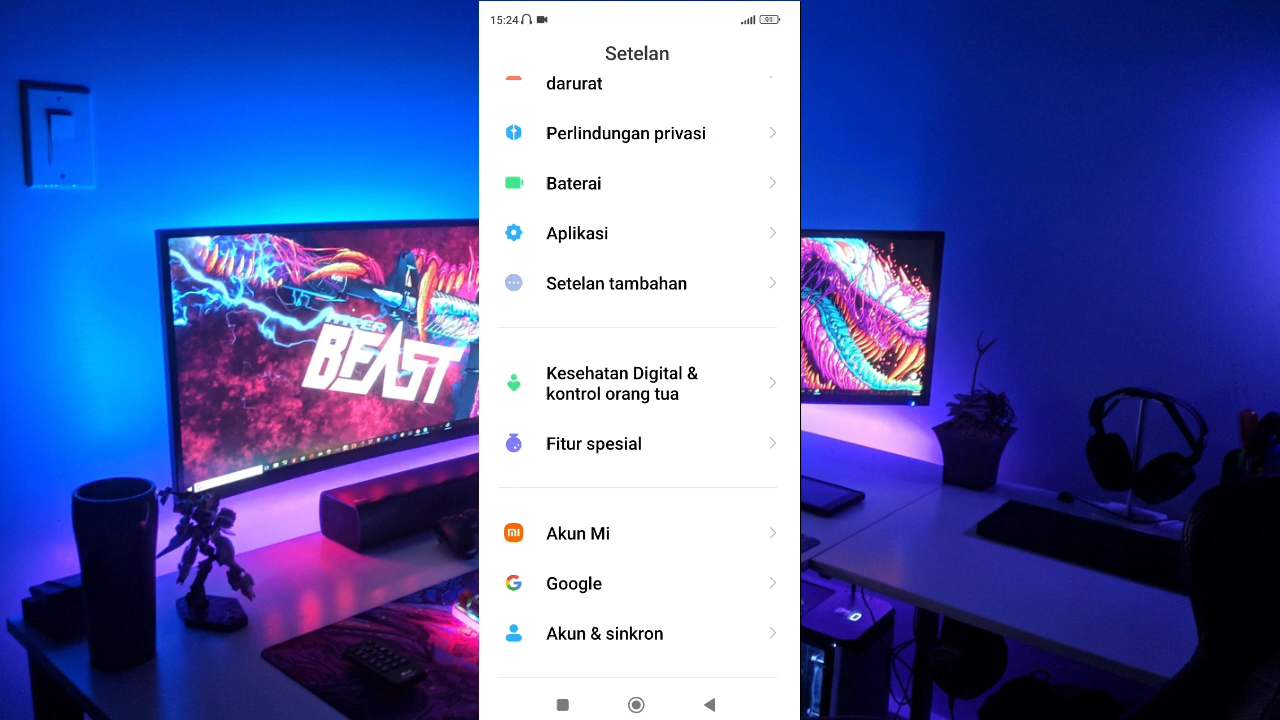 15:24
Setelan
darurat
Perlindungan privasi
Baterai
Aplikasi
Setelan tambahan
Kesehatan Digital &
kontrol orang tua
Fitur spesial
Akun Mi
Google
Akun & sinkron
HYPER
BEAST